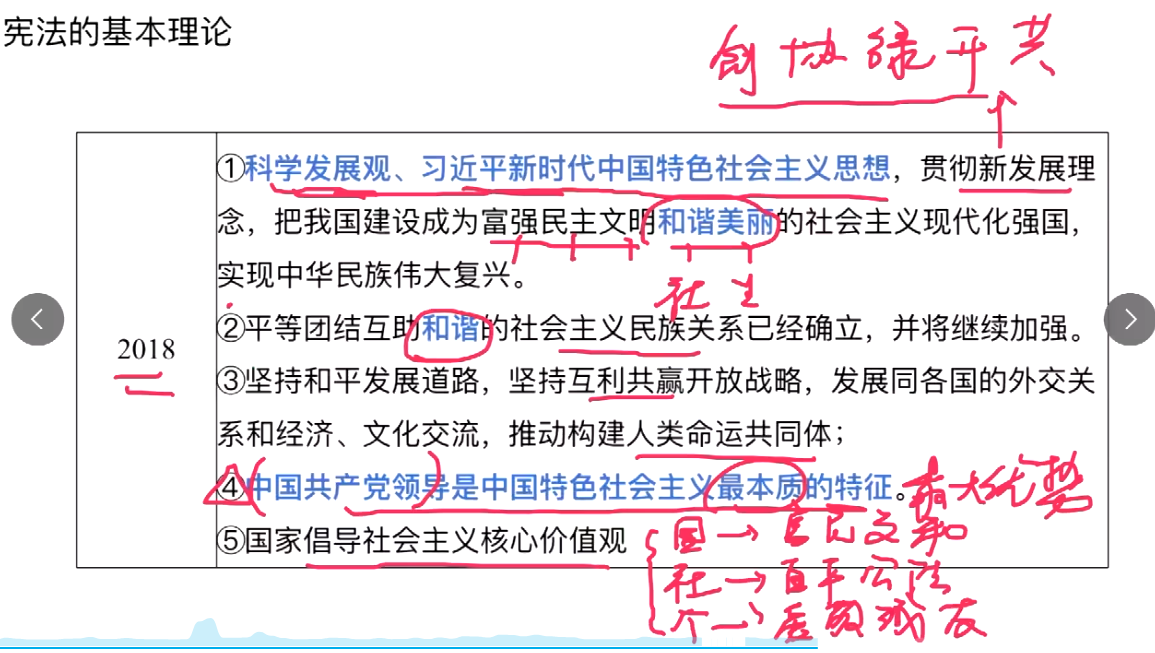 宪法的基本理论
创协绿开共
①科学发展观、习近平新时代中国特色社会主义思想，贯彻新发展理
念，把我国建设成为富强民主文明和谐美丽的社会主义现代化强国，
实现中华民族伟大复兴。
社 生
②平等团结互助和谐的社会主义民族关系已经确立，并将继续加强。
2018
③坚持和平发展道路，坚持互利共赢开放战略，发展同各国的外交关
系和经济、文化交流，推动构建人类命运共同体；
④中国共产党领导是中国特色社会主义最本质的特征。
最大优势
⑤国家倡导社会主义核心价值观
国→富民文和
社→自平公法
个→爱敬诚友